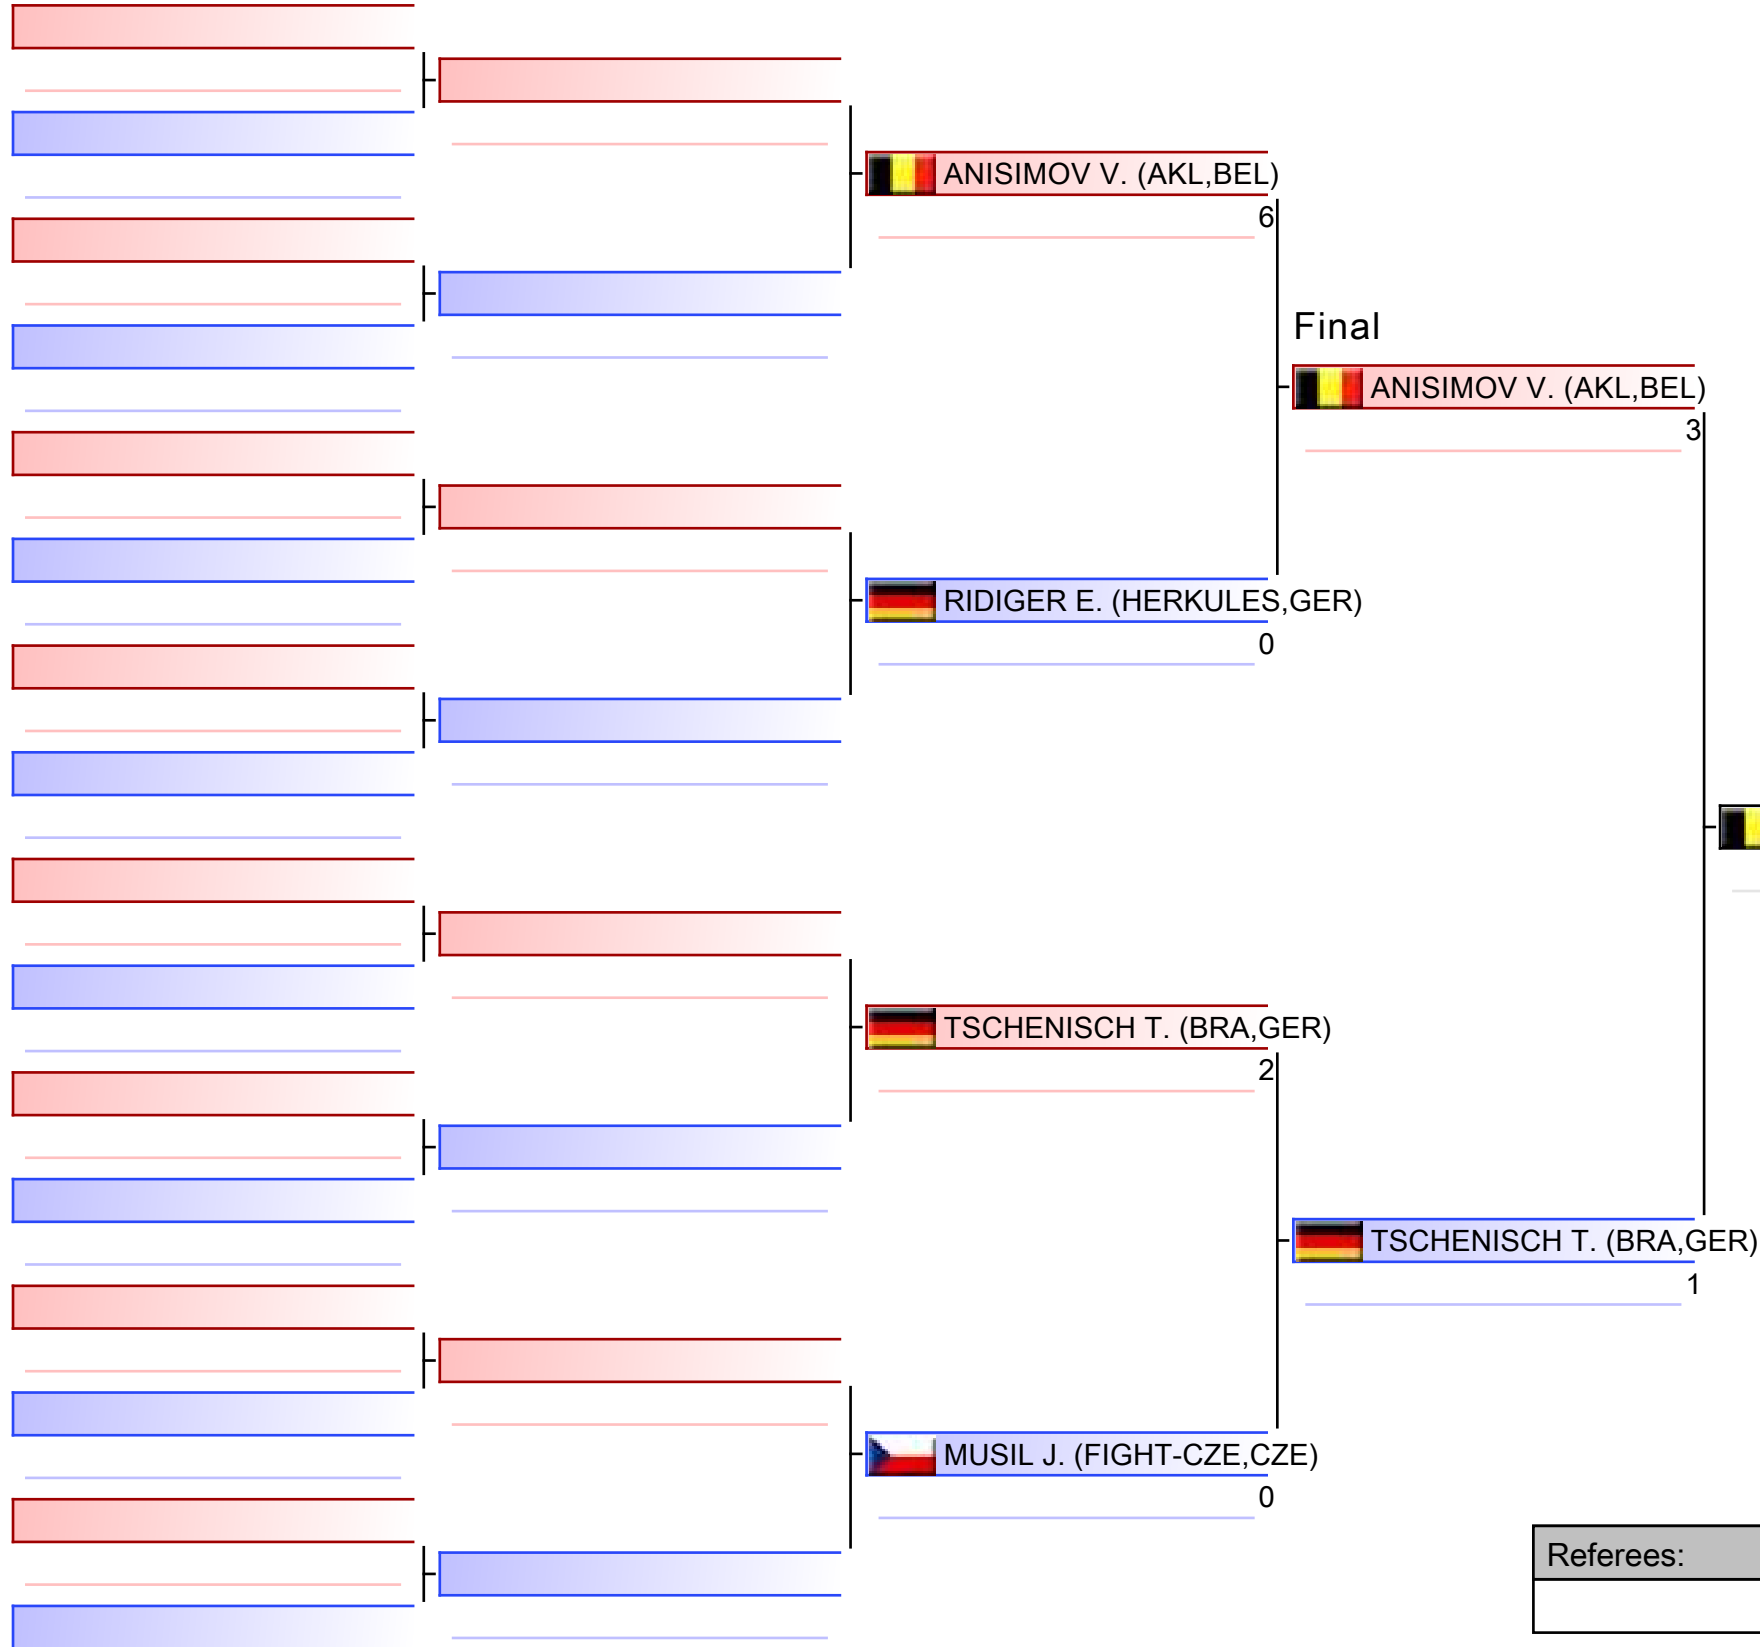 ANISIMOV V. (AKL,BEL)
6
Final
ANISIMOV V. (AKL,BEL)
3
RIDIGER E. (HERKULES,GER)
0
TSCHENISCH T. (BRA,GER)
2
TSCHENISCH T. (BRA,GER)
1
MUSIL J. (FIGHT-CZE,CZE)
0
Referees: